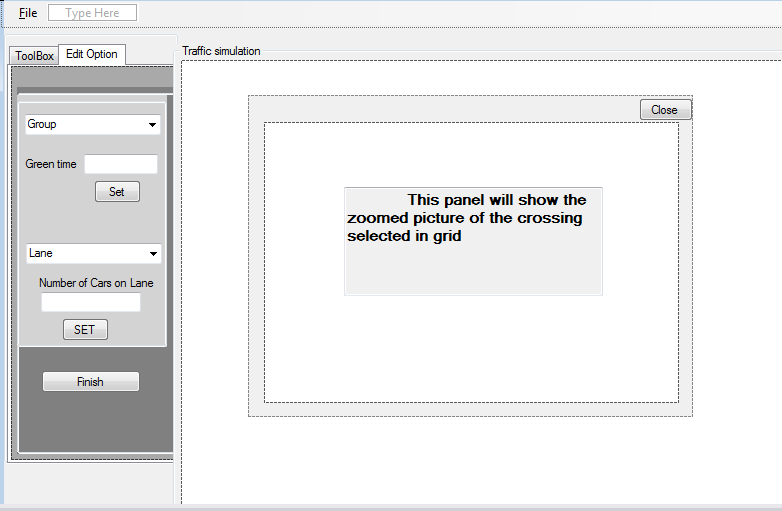 File Type Here
ToolBox Edit Option
Traffic simulation
Close
Group
Green time
Set
This panel will show the
zoomed picture of the crossing
selected in grid
Lane
Number of Cars on Lane
SET
Finish